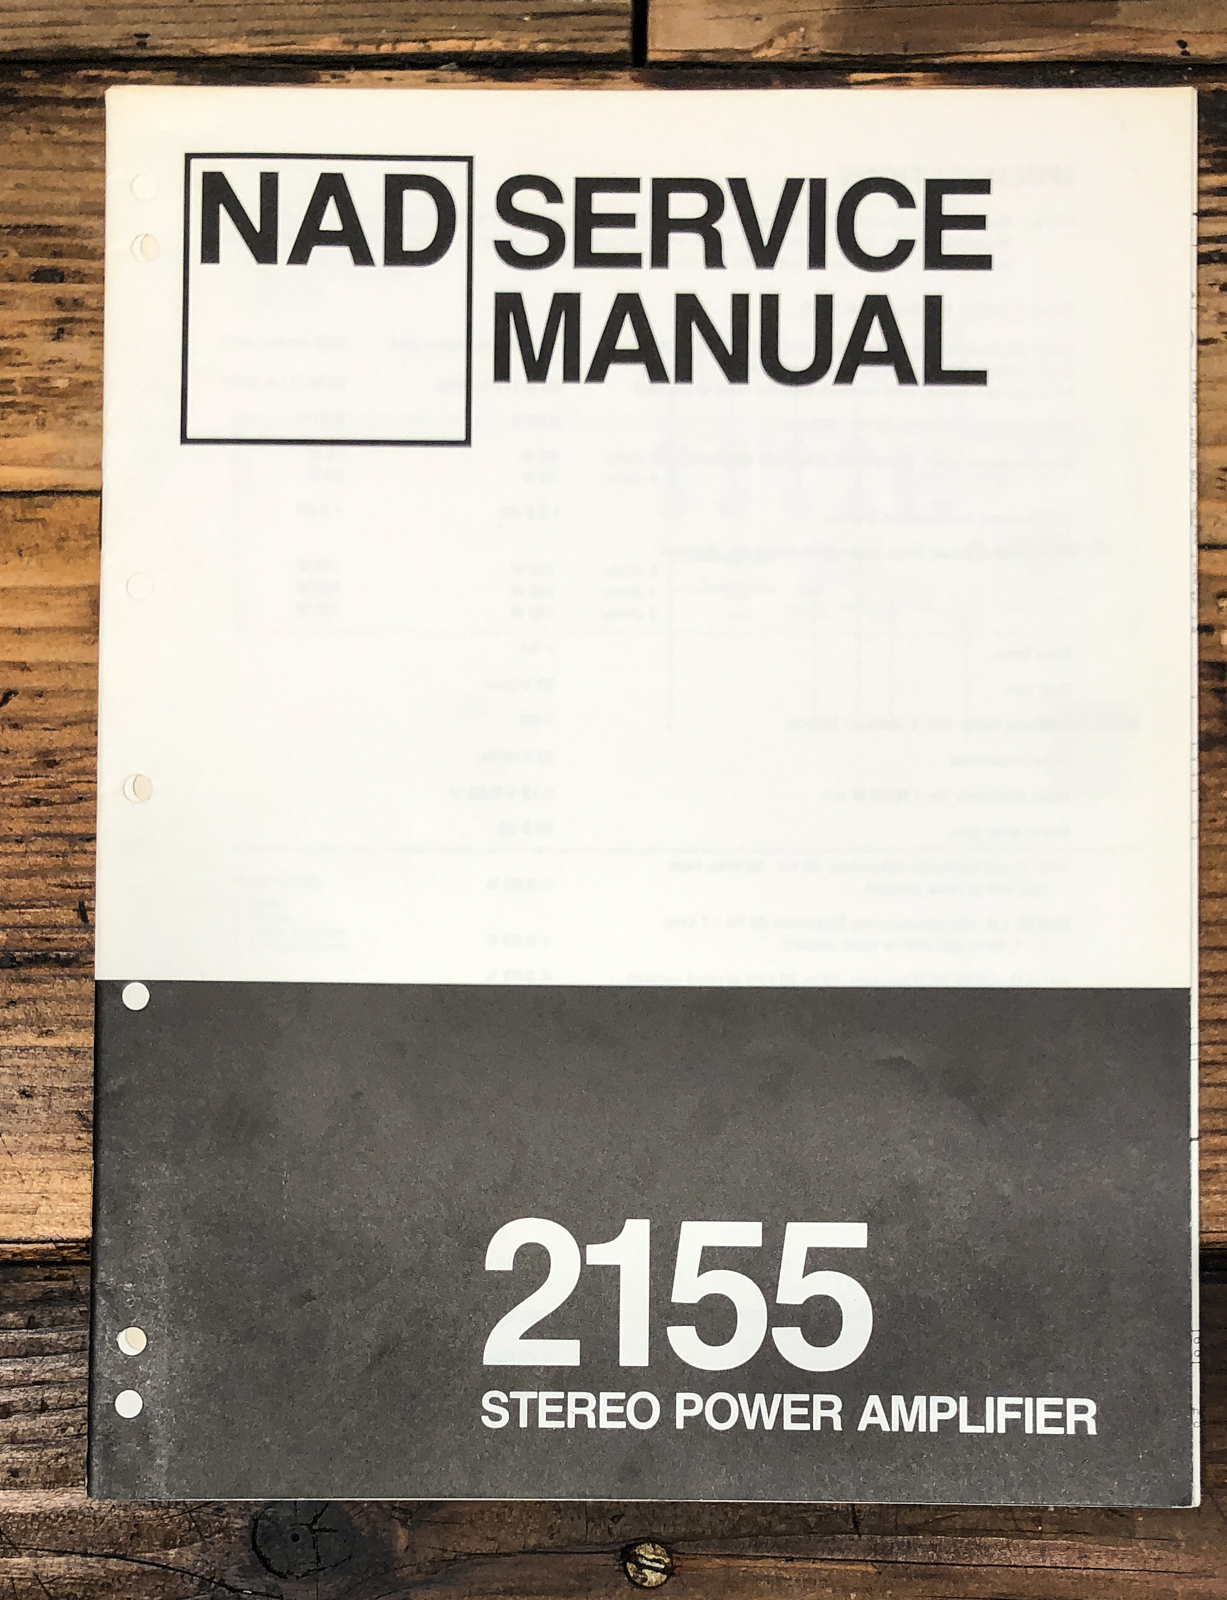 NAD SERVICE
MANUAL
2155
STEREO POWER AMPLIFIER